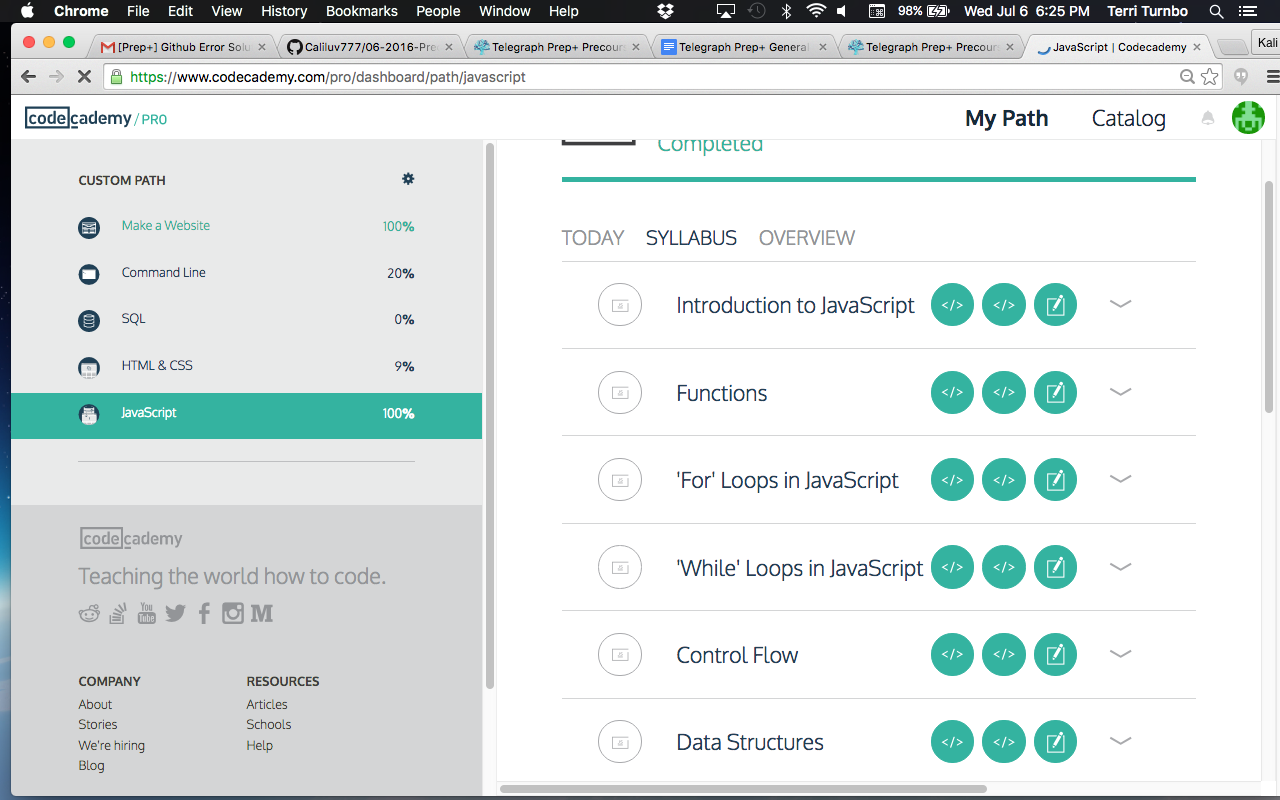 Chrome File Edit View History Bookmarks People Window Help 98% Wed Jul 6 6:25 PM Terri Turnbo
[Prep+] Github Error Solu Caliluv777/06-2016-Pre Telegraph Prep+ Precour Telegraph Prep+ General Telegraph Prep+ Precour JavaScript | Codecademy Kali
https://www.codecademy.com/pro/dashboard/path/javascript
codecademy / PRO My Path Catalog
Completed
CUSTOM PATH
Make a Website 100%
Command Line 20%
SQL 0%
HTML & CSS 9%
JavaScript 100%
codecademy
Teaching the world how to code.
You Tube
COMPANY RESOURCES
About Articles
Stories Schools
We're hiring Help
Blog
TODAY SYLLABUS OVERVIEW
Introduction to JavaScript </> </>
Functions </> </>
'For' Loops in JavaScript </> </>
'While' Loops in JavaScript </> </>
Control Flow </> </>
Data Structures </> </>